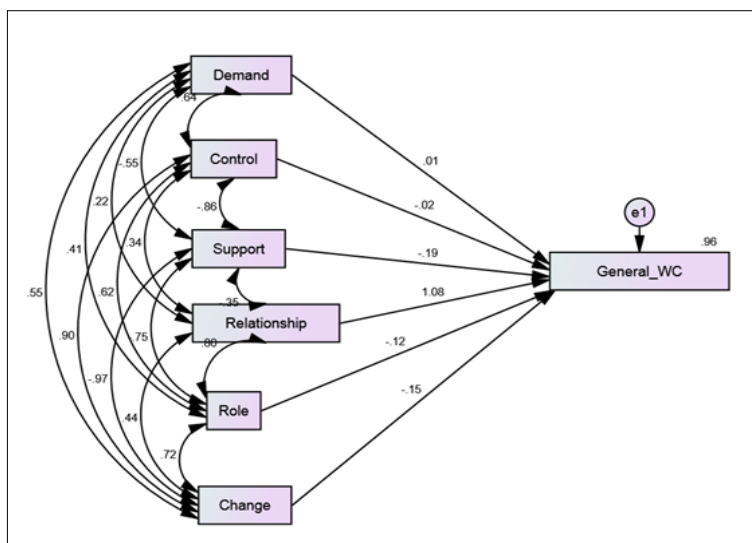 Demand
.64
Control
-.55
.01
-.86
.22
-.02
e1
.96
Support
.41
.34
-.19
General_WC
-.35
.55
.62
Relationship
1.08
.90
.75
.80
-.12
-.97
Role
.44
-.15
.72
Change